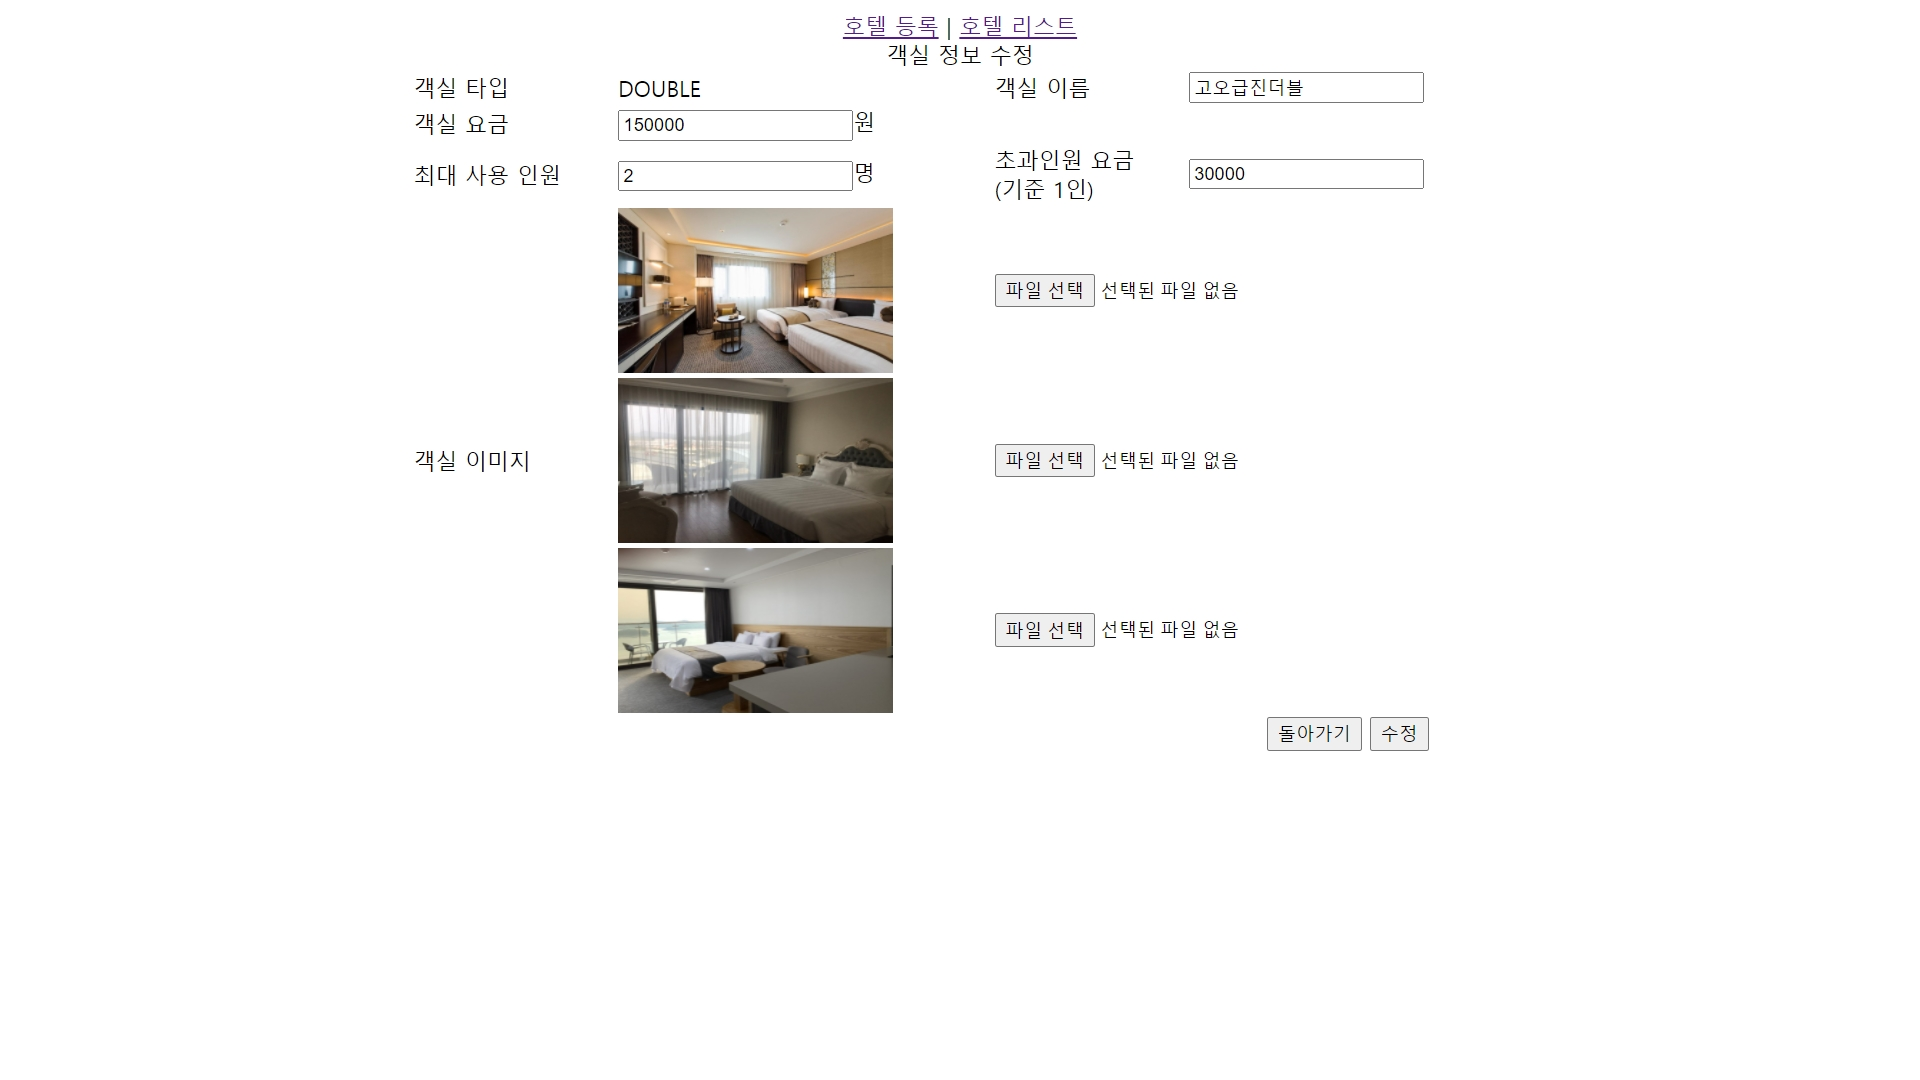 호텔 등록 | 호텔 리스트
객실 정보 수정
객실 타입 DOUBLE 객실 이름 고오급진더블
객실 요금 150000 원
최대 사용 인원 2 명 초과인원 요금
(기준 1인) 30000
파일 선택 선택된 파일 없음
객실 이미지 파일 선택 선택된 파일 없음
파일 선택 선택된 파일 없음
돌아가기 수정